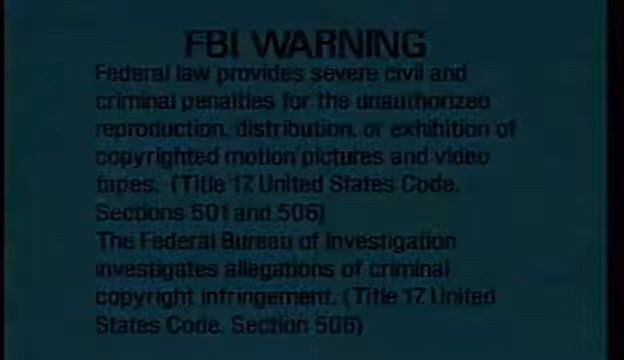 FBI WARNING
Federal law provides severe civil and
criminal penalties for the unauthorized
reproduction, distribution, or exhibition of
copyrighted motion pictures and video
tapes. (Title 17, United States Code,
Sections 501 and 506)
The Federal Bureau of Investigation
investigates allegations of criminal
copyright infringement. (Title 17, United
States Code, Section 506)